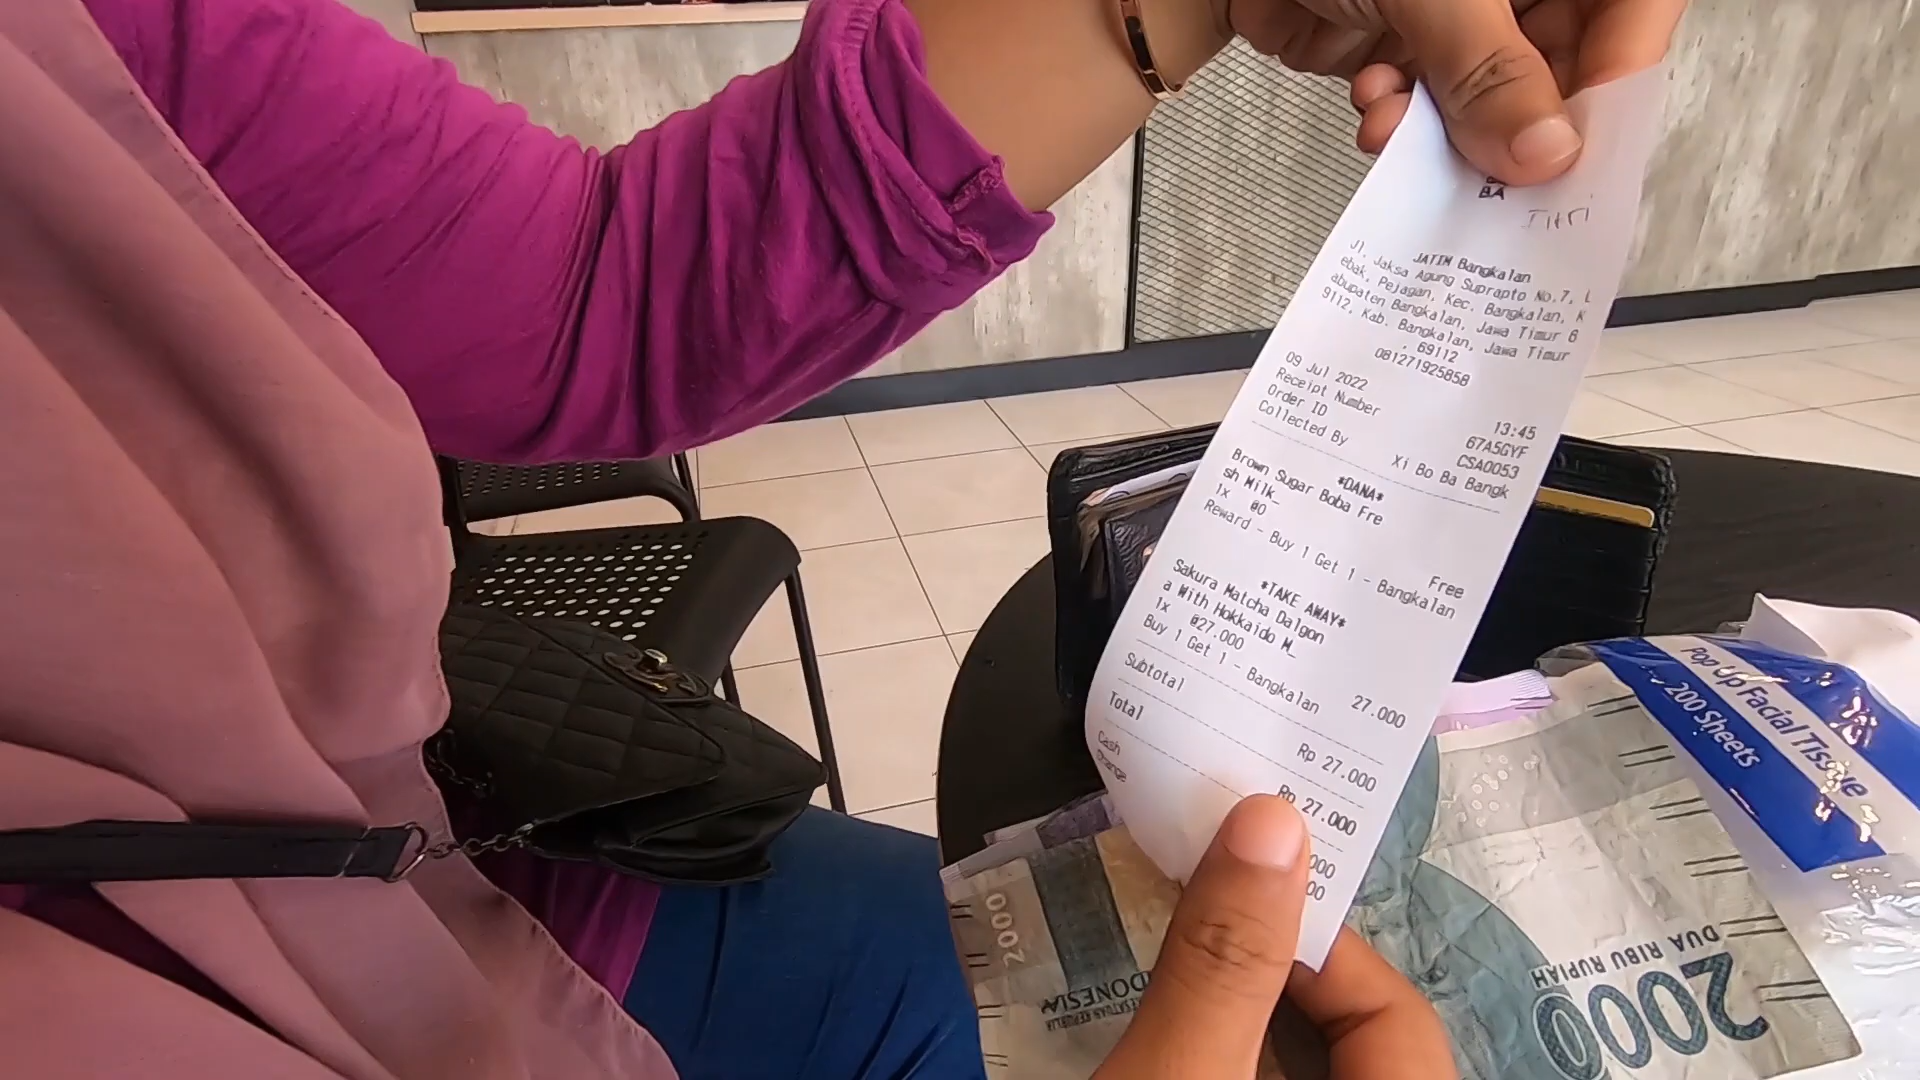 BA
Fitri
JATIM Bangkalan
Jl. Jaksa Agung Suprapto No.7, L
ebak, Pejagan, Kec. Bangkalan, K
abupaten Bangkalan, Jawa Timur 6
9112, Kab. Bangkalan, Jawa Timur
, 69112
081271925858
09 Jul 2022 13:45
Receipt Number 67A5GYF
Order ID CSA0053
Collected By Xi Bo Ba Bangk
*DANA*
Brown Sugar Boba Fre
sh Milk_
1x @0 Free
Reward - Buy 1 Get 1 - Bangkalan
*TAKE AWAY*
Sakura Matcha Dalgon
a With Hokkaido M_
1x @27.000 27.000
Buy 1 Get 1 - Bangkalan
Subtotal Rp 27.000
Total Rp 27.000
Cash 000
Change 00
Pop Up Facial Tissue
200 Sheets
2000
DUA RIBU RUPIAH
2000